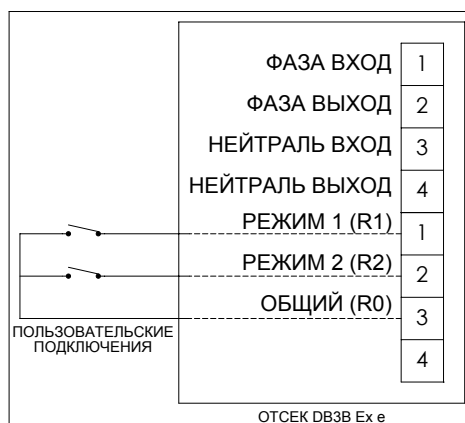 ФАЗА ВХОД 1
ФАЗА ВЫХОД 2
НЕЙТРАЛЬ ВХОД 3
НЕЙТРАЛЬ ВЫХОД 4
РЕЖИМ 1 (R1) 1
РЕЖИМ 2 (R2) 2
ОБЩИЙ (R0) 3
4
ПОЛЬЗОВАТЕЛЬСКИЕ
ПОДКЛЮЧЕНИЯ
ОТСЕК DB3B Ex e